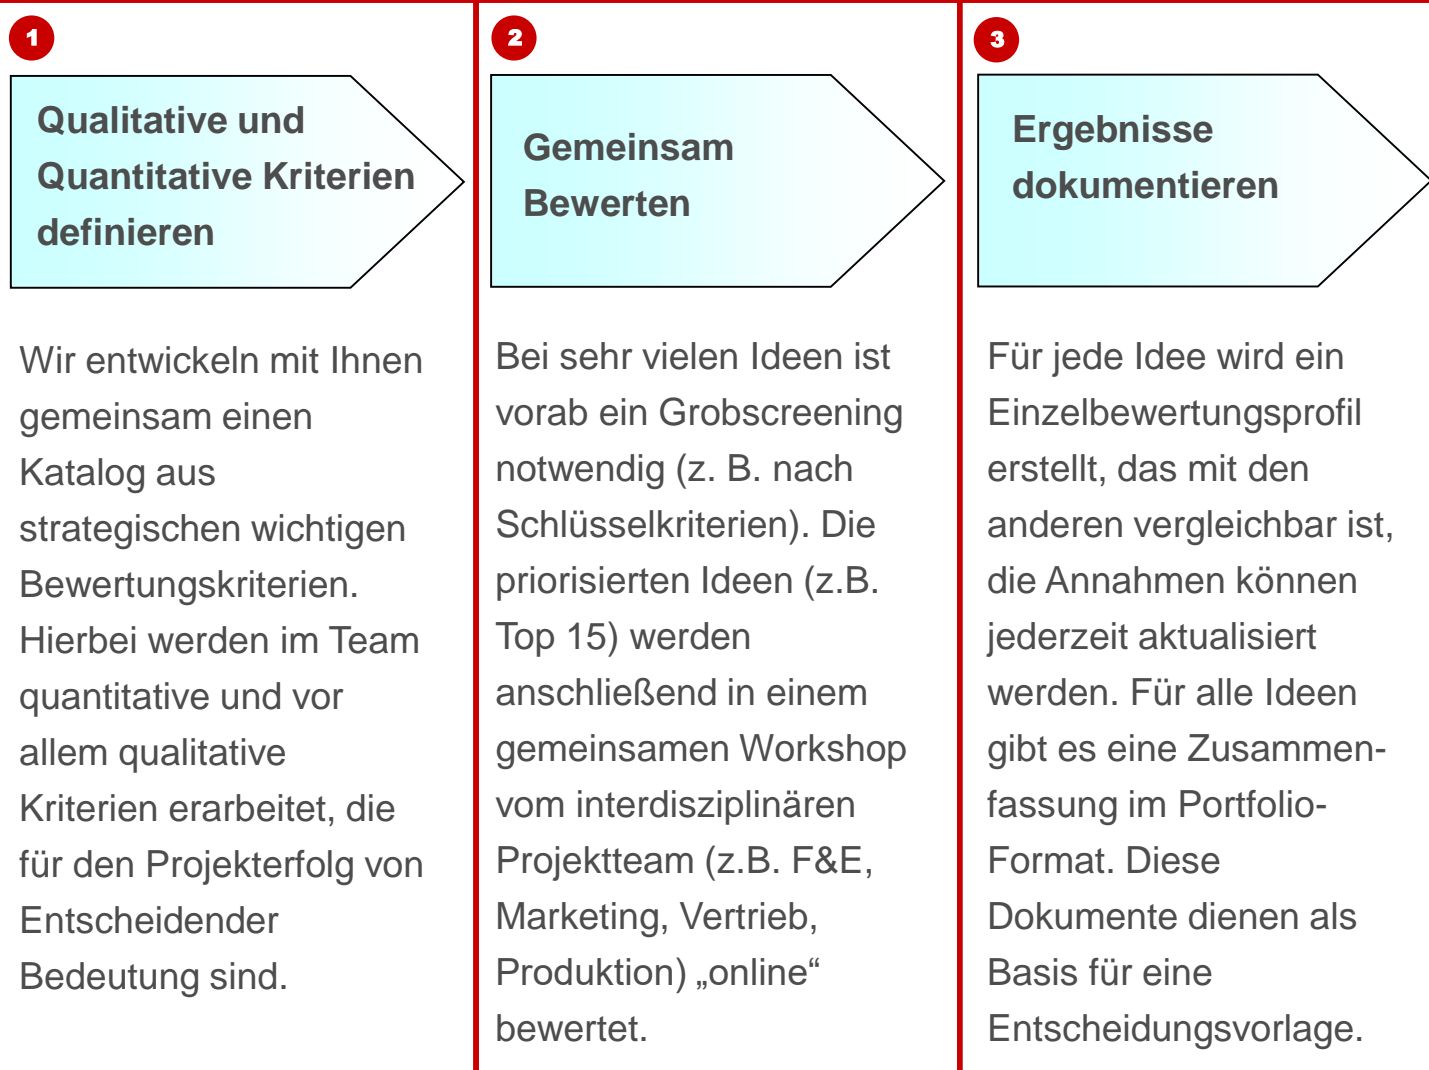 1
Qualitative und
Quantitative Kriterien
definieren
Wir entwickeln mit Ihnen
gemeinsam einen
Katalog aus
strategischen wichtigen
Bewertungskriterien.
Hierbei werden im Team
quantitative und vor
allem qualitative
Kriterien erarbeitet, die
für den Projekterfolg von
Entscheidender
Bedeutung sind.
2
Gemeinsam
Bewerten
Bei sehr vielen Ideen ist
vorab ein Grobscreening
notwendig (z. B. nach
Schlüsselkriterien). Die
priorisierten Ideen (z.B.
Top 15) werden
anschließend in einem
gemeinsamen Workshop
vom interdisziplinären
Projektteam (z.B. F&E,
Marketing, Vertrieb,
Produktion) „online“
bewertet.
3
Ergebnisse
dokumentieren
Für jede Idee wird ein
Einzelbewertungsprofil
erstellt, das mit den
anderen vergleichbar ist,
die Annahmen können
jederzeit aktualisiert
werden. Für alle Ideen
gibt es eine Zusammen-
fassung im Portfolio-
Format. Diese
Dokumente dienen als
Basis für eine
Entscheidungsvorlage.